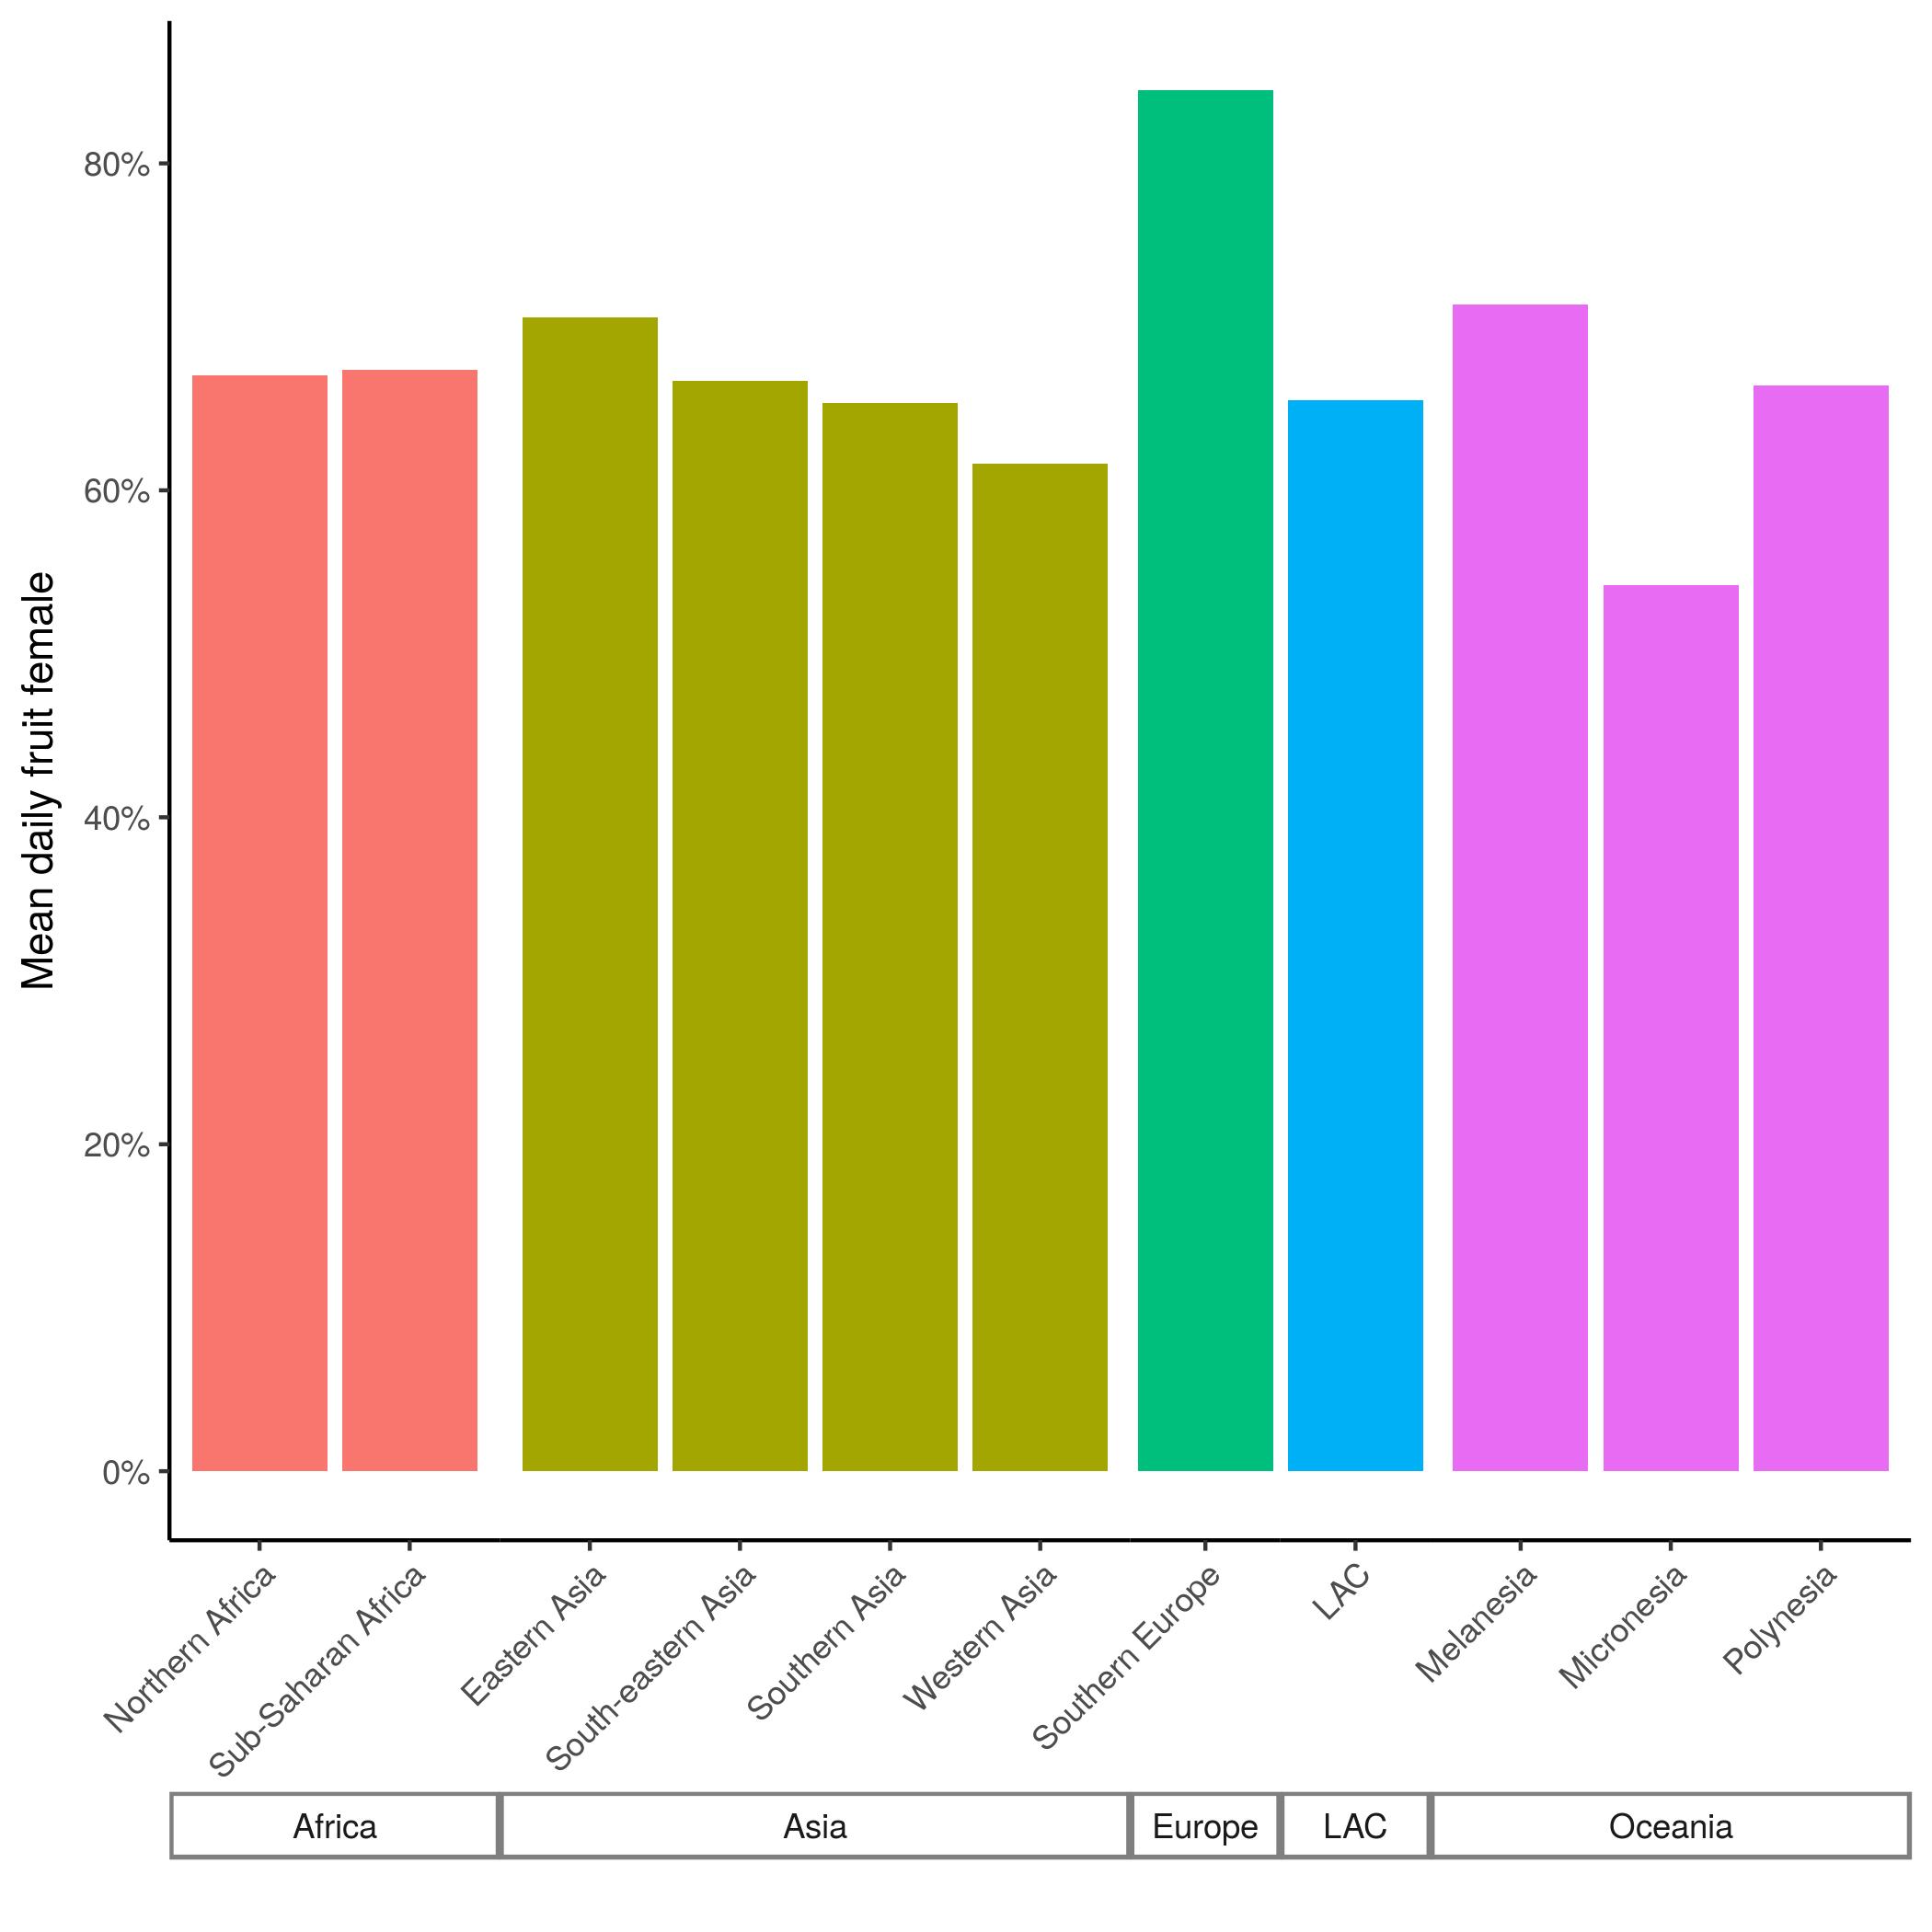 Mean daily fruit female
80%
60%
40%
20%
0%
Northern Africa
Sub-Saharan Africa
Eastern Asia
South-eastern Asia
Southern Asia
Western Asia
Southern Europe
LAC
Melanesia
Micronesia
Polynesia
Africa
Asia
Europe
LAC
Oceania